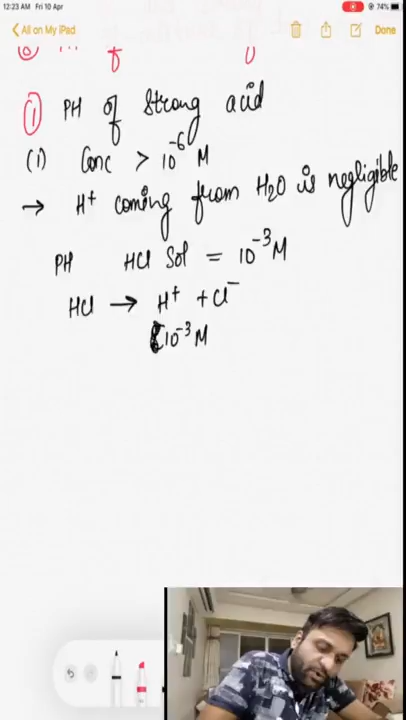 12:23 AM Fri 10 Apr
74%
All on My iPad
Done
① PH of Strong acid
(1) Conc > 10⁻⁶ M
→ H⁺ coming from H₂O is negligible
PH HCl Sol = 10⁻³ M
HCl → H⁺ + Cl⁻
10⁻³ M